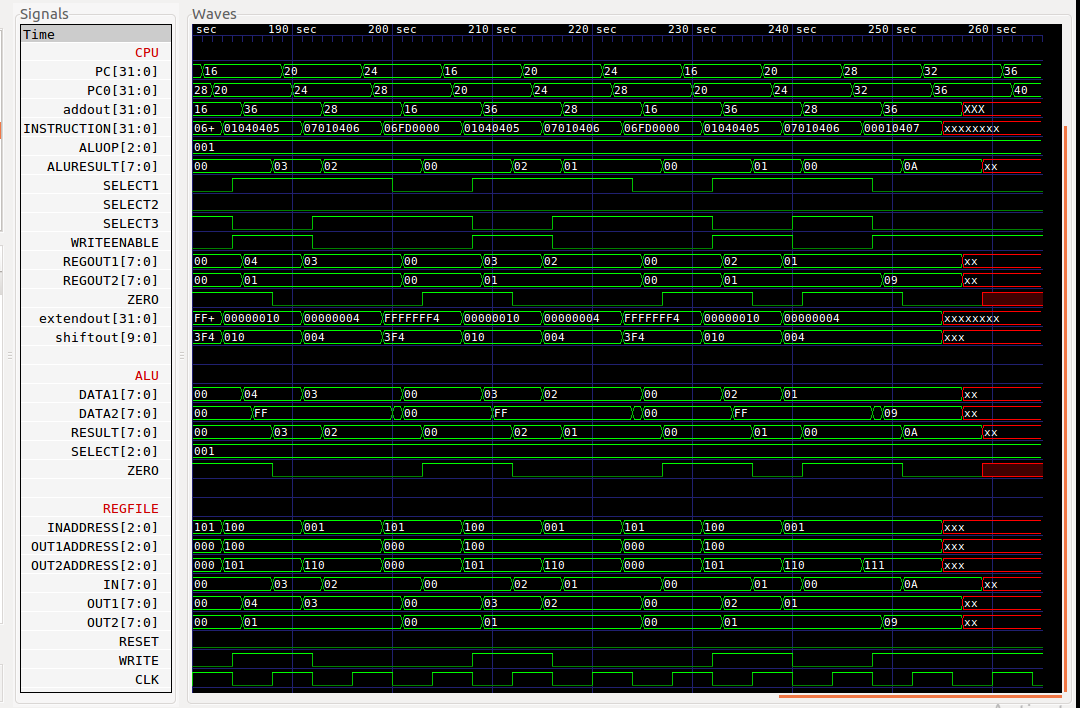 Signals Waves
Time sec 190 sec 200 sec 210 sec 220 sec 230 sec 240 sec 250 sec 260 sec
CPU
PC[31:0] 16 20 24 16 20 24 16 20 28 32 36
PC0[31:0] 28 20 24 28 20 24 28 20 24 32 36 40
addout[31:0] 16 36 28 16 36 28 16 36 28 36 XXX
INSTRUCTION[31:0] 06+ 01040405 07010406 06FD0000 01040405 07010406 06FD0000 01040405 07010406 00010407 xxxxxxxx
ALUOP[2:0] 001
ALURESULT[7:0] 00 03 02 00 02 01 00 01 00 0A xx
SELECT1
SELECT2
SELECT3
WRITEENABLE
REGOUT1[7:0] 00 04 03 00 03 02 00 02 01 xx
REGOUT2[7:0] 00 01 00 01 00 01 09 xx
ZERO
extendout[31:0] FF+ 00000010 00000004 FFFFFFF4 00000010 00000004 FFFFFFF4 00000010 00000004 xxxxxxxx
shiftout[9:0] 3F4 010 004 3F4 010 004 3F4 010 004 xxx
ALU
DATA1[7:0] 00 04 03 00 03 02 00 02 01 xx
DATA2[7:0] 00 FF 00 FF 00 FF 09 xx
RESULT[7:0] 00 03 02 00 02 01 00 01 00 0A xx
SELECT[2:0] 001
ZERO
REGFILE
INADDRESS[2:0] 101 100 001 101 100 001 101 100 001 xxx
OUT1ADDRESS[2:0] 000 100 000 100 000 100 xxx
OUT2ADDRESS[2:0] 000 101 110 000 101 110 000 101 110 111 xxx
IN[7:0] 00 03 02 00 02 01 00 01 00 0A xx
OUT1[7:0] 00 04 03 00 03 02 00 02 01 xx
OUT2[7:0] 00 01 00 01 00 01 09 xx
RESET
WRITE
CLK